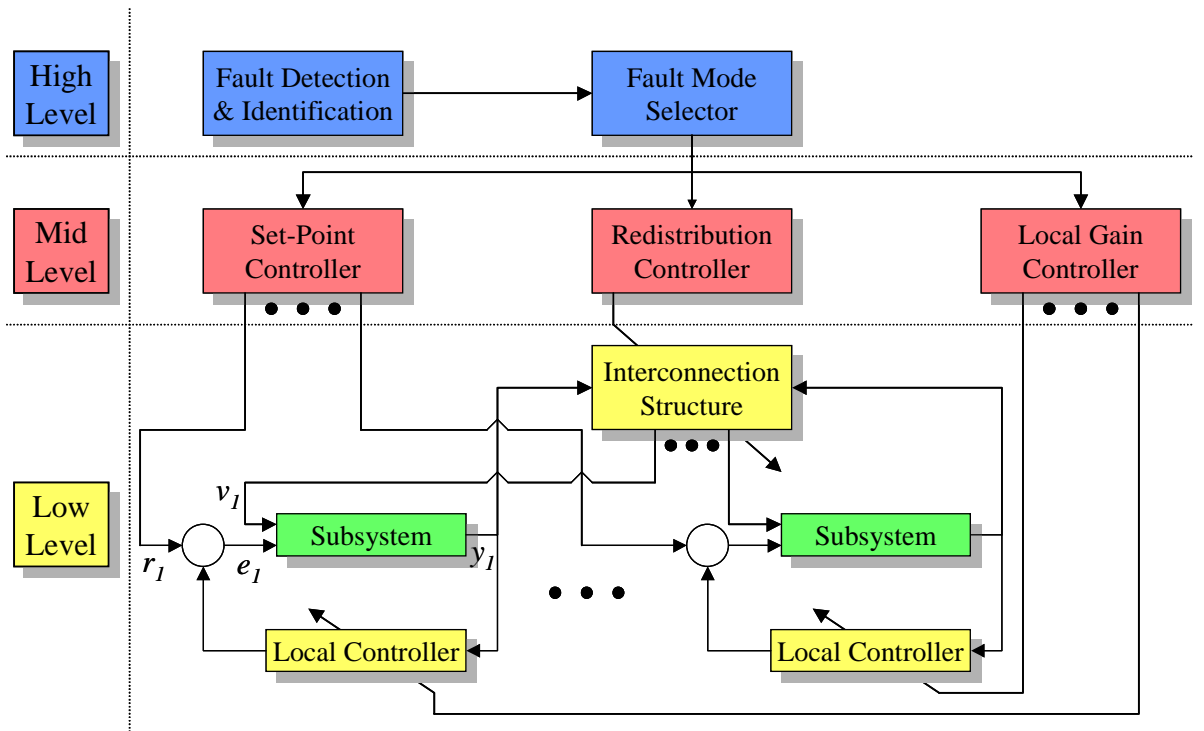 High
Level
Fault Detection
& Identification
Fault Mode
Selector
Mid
Level
Set-Point
Controller
Redistribution
Controller
Local Gain
Controller
Interconnection
Structure
Low
Level
v1
Subsystem
Subsystem
r1
e1
y1
Local Controller
Local Controller